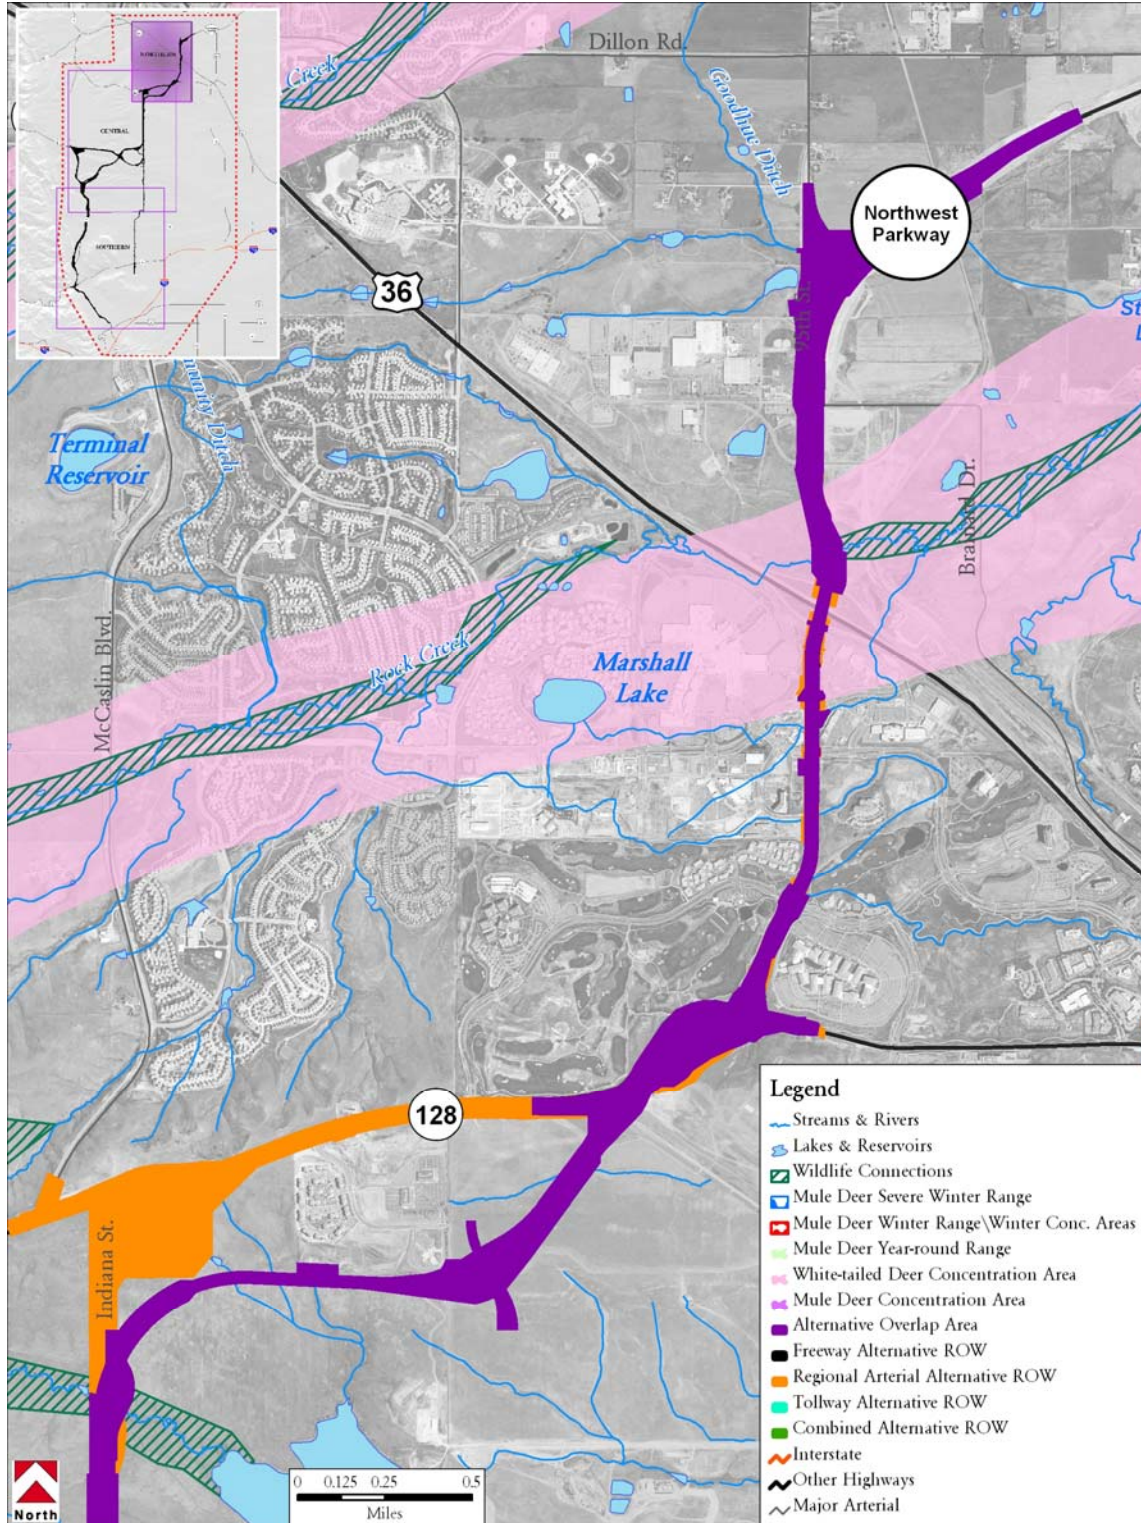 Dillon Rd.
Creek
Goodhue Ditch
NORTHERN
CENTRAL
SOUTHERN
Northwest
Parkway
36
95th St.
St
munity Ditch
Terminal
Reservoir
Brainard Dr.
McCaslin Blvd.
Rock Creek
Marshall
Lake
128
Indiana St.
Legend
Streams & Rivers
Lakes & Reservoirs
Wildlife Connections
Mule Deer Severe Winter Range
Mule Deer Winter Range\Winter Conc. Areas
Mule Deer Year-round Range
White-tailed Deer Concentration Area
Mule Deer Concentration Area
Alternative Overlap Area
Freeway Alternative ROW
Regional Arterial Alternative ROW
Tollway Alternative ROW
Combined Alternative ROW
Interstate
Other Highways
Major Arterial
0 0.125 0.25 0.5
Miles
North